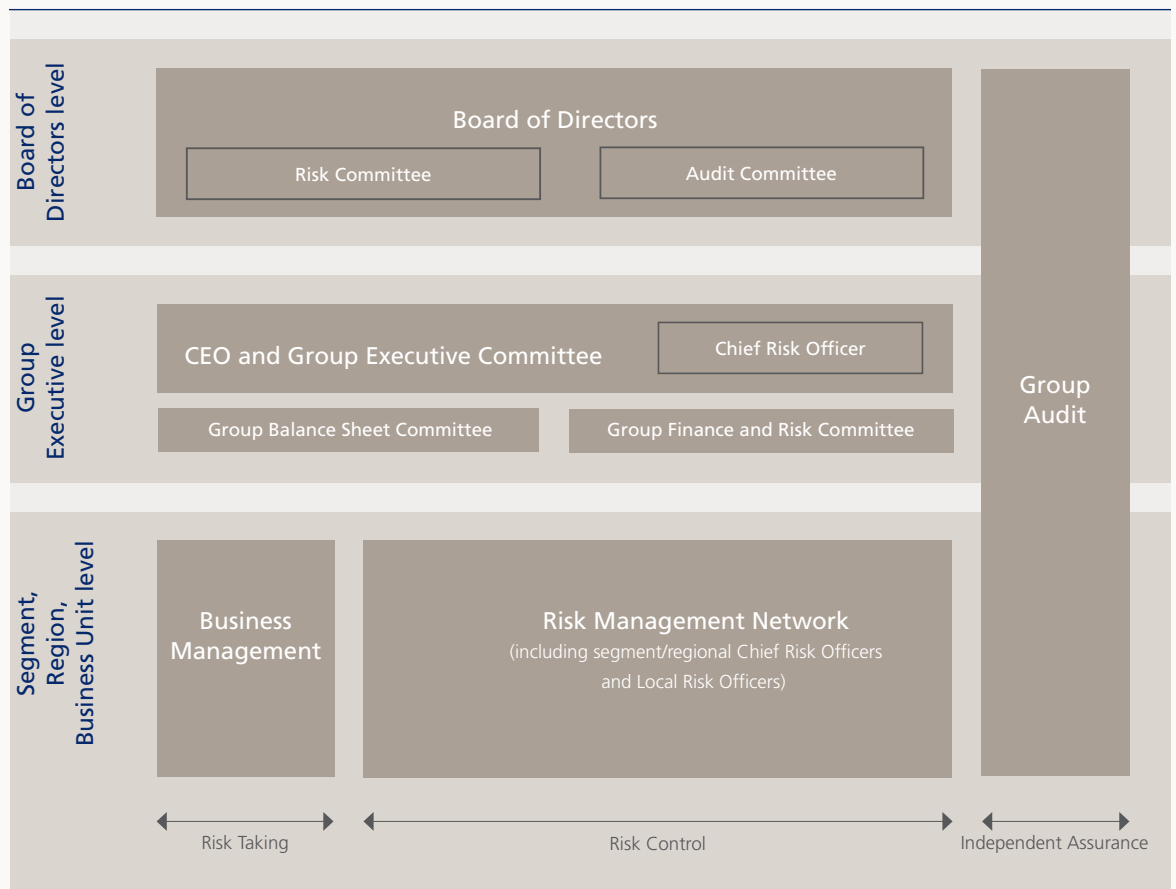 Board of
Directors level
Board of Directors
Risk Committee
Audit Committee
Group
Executive level
CEO and Group Executive Committee
Chief Risk Officer
Group Balance Sheet Committee
Group Finance and Risk Committee
Group
Audit
Segment,
Region,
Business Unit level
Business
Management
Risk Management Network
(including segment/regional Chief Risk Officers
and Local Risk Officers)
Risk Taking
Risk Control
Independent Assurance